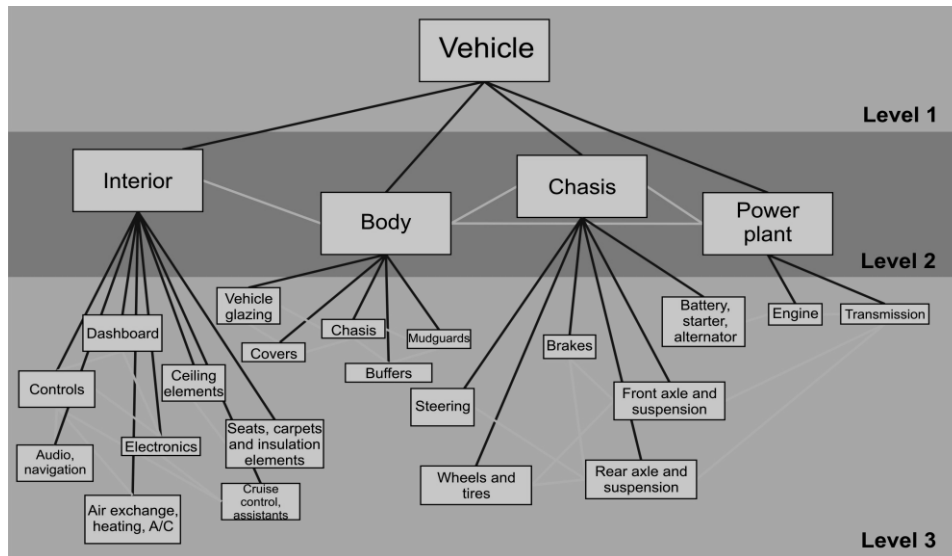 Vehicle
Level 1
Interior
Body
Chasis
Power
plant
Level 2
Vehicle
glazing
Covers
Chasis
Buffers
Mudguards
Dashboard
Controls
Ceiling
elements
Audio,
navigation
Electronics
Seats, carpets
and insulation
elements
Air exchange,
heating, A/C
Cruise
control,
assistants
Battery,
starter,
alternator
Engine
Transmission
Brakes
Steering
Front axle and
suspension
Wheels and
tires
Rear axle and
suspension
Level 3